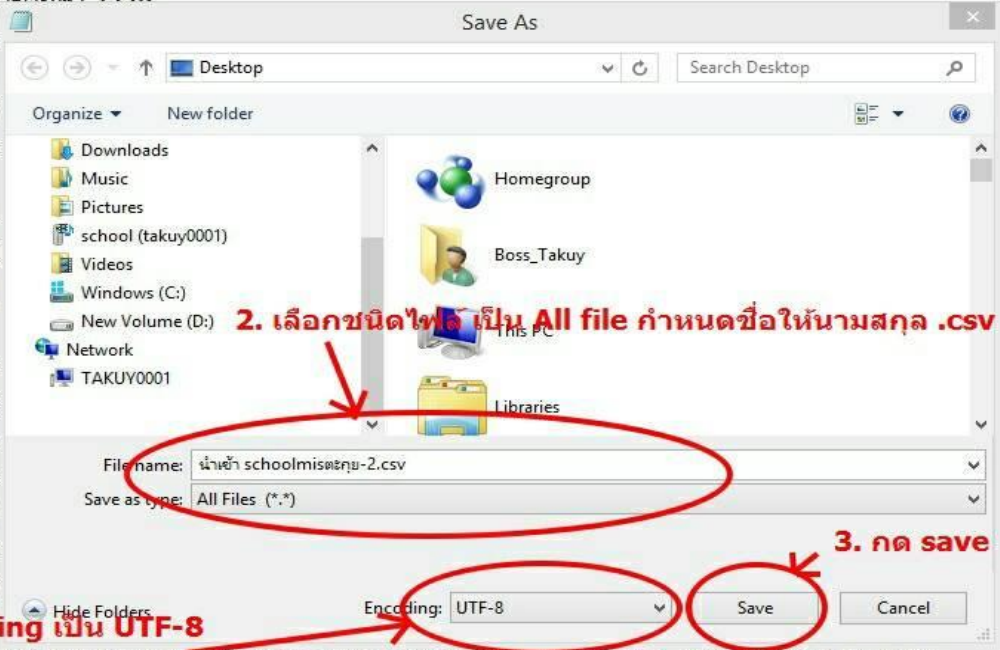 Save As
Desktop
Search Desktop
Organize
New folder
Downloads
Music
Pictures
school (takuy0001)
Videos
Windows (C:)
New Volume (D:)
Network
TAKUY0001
Homegroup
Boss_Takuy
2. เลือกชนิดไฟล์ เป็น All file กำหนดชื่อให้นามสกุล .csv
This PC
Libraries
File name: นำเข้า schoolmisตะกุย-2.csv
Save as type: All Files (*.*)
3. กด save
Hide Folders
Encoding: UTF-8
Save
Cancel
ing เป็น UTF-8